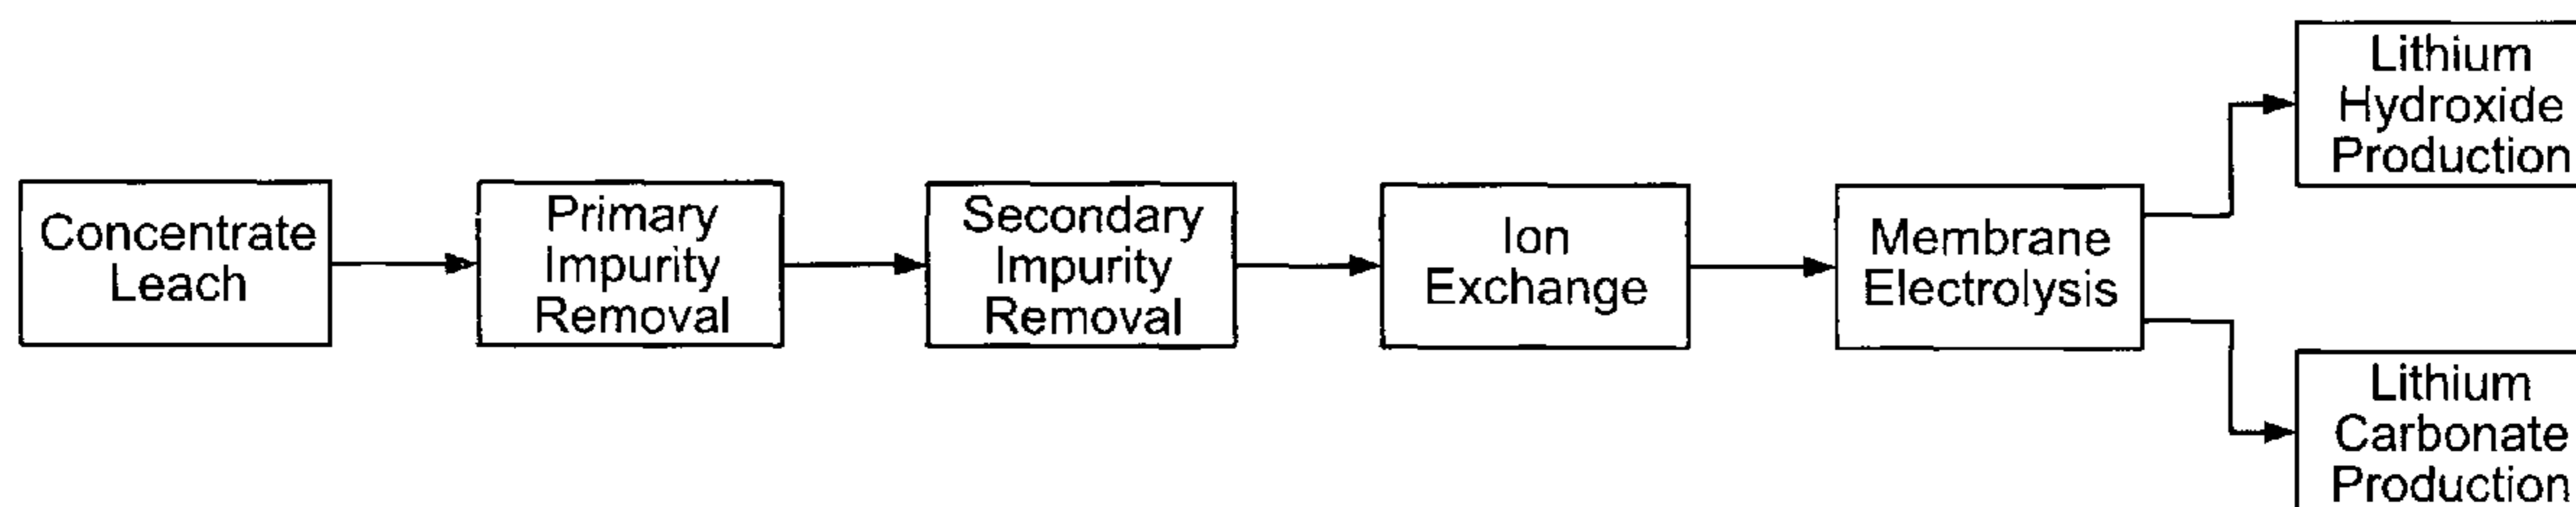 Concentrate
Leach
Primary
Impurity
Removal
Secondary
Impurity
Removal
Ion
Exchange
Membrane
Electrolysis
Lithium
Hydroxide
Production
Lithium
Carbonate
Production